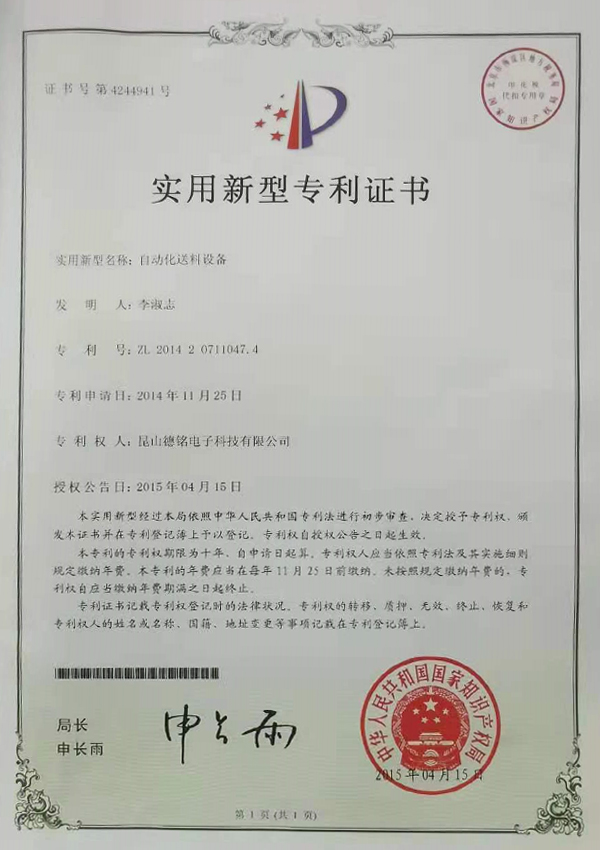 证书号第4244941号
印花税
代扣专用章
实用新型专利证书
实用新型名称：自动化送料设备
发明人：李淑志
专利号：ZL 2014 2 0711047.4
专利申请日：2014年11月25日
专利权人：昆山德铭电子科技有限公司
授权公告日：2015年04月15日
本实用新型经过本局依照中华人民共和国专利法进行初步审查，决定授予专利权，颁
发本证书并在专利登记簿上予以登记。专利权自授权公告之日起生效。
本专利的专利权期限为十年，自申请日起算。专利权人应当依照专利法及其实施细则
规定缴纳年费。本专利的年费应当在每年11月25日前缴纳。未按照规定缴纳年费的，专利
权自应当缴纳年费期满之日起终止。
专利证书记载专利权登记时的法律状况。专利权的转移、质押、无效、终止、恢复和
专利权人的姓名或名称、国籍、地址变更等事项记载在专利登记簿上。
局长
申长雨
申长雨
中华人民共和国国家知识产权局
2015年04月15日
第1页(共1页)